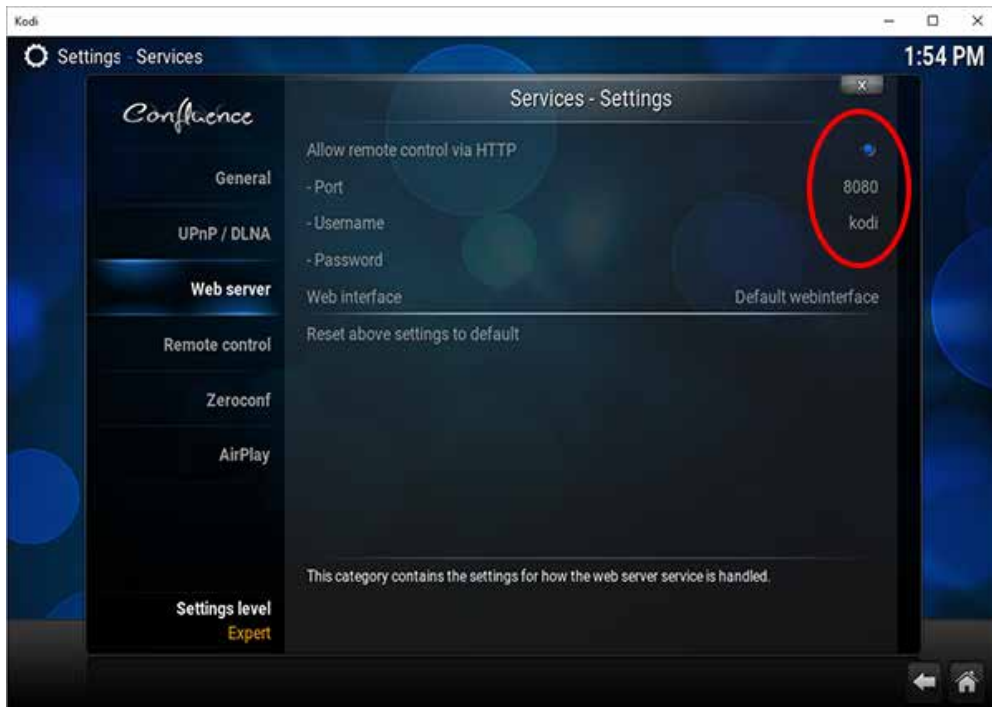 Kodi
Settings - Services
1:54 PM
Confluence
Services - Settings
x
General
UPnP / DLNA
Web server
Remote control
Zeroconf
AirPlay
Allow remote control via HTTP
- Port 8080
- Username kodi
- Password
Web interface Default webinterface
Reset above settings to default
This category contains the settings for how the web server service is handled.
Settings level
Expert